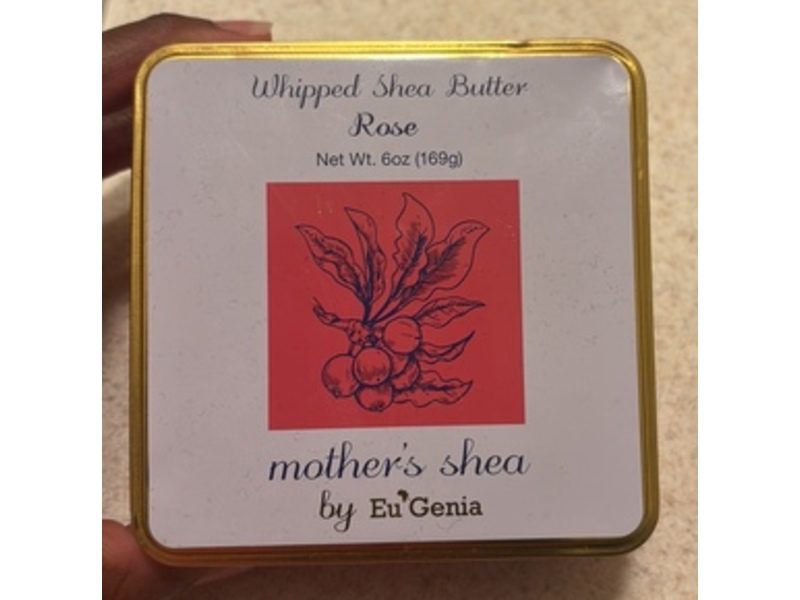 Whipped Shea Butter
Rose
Net Wt. 6oz (169g)
mother's shea
by Eu'Genia